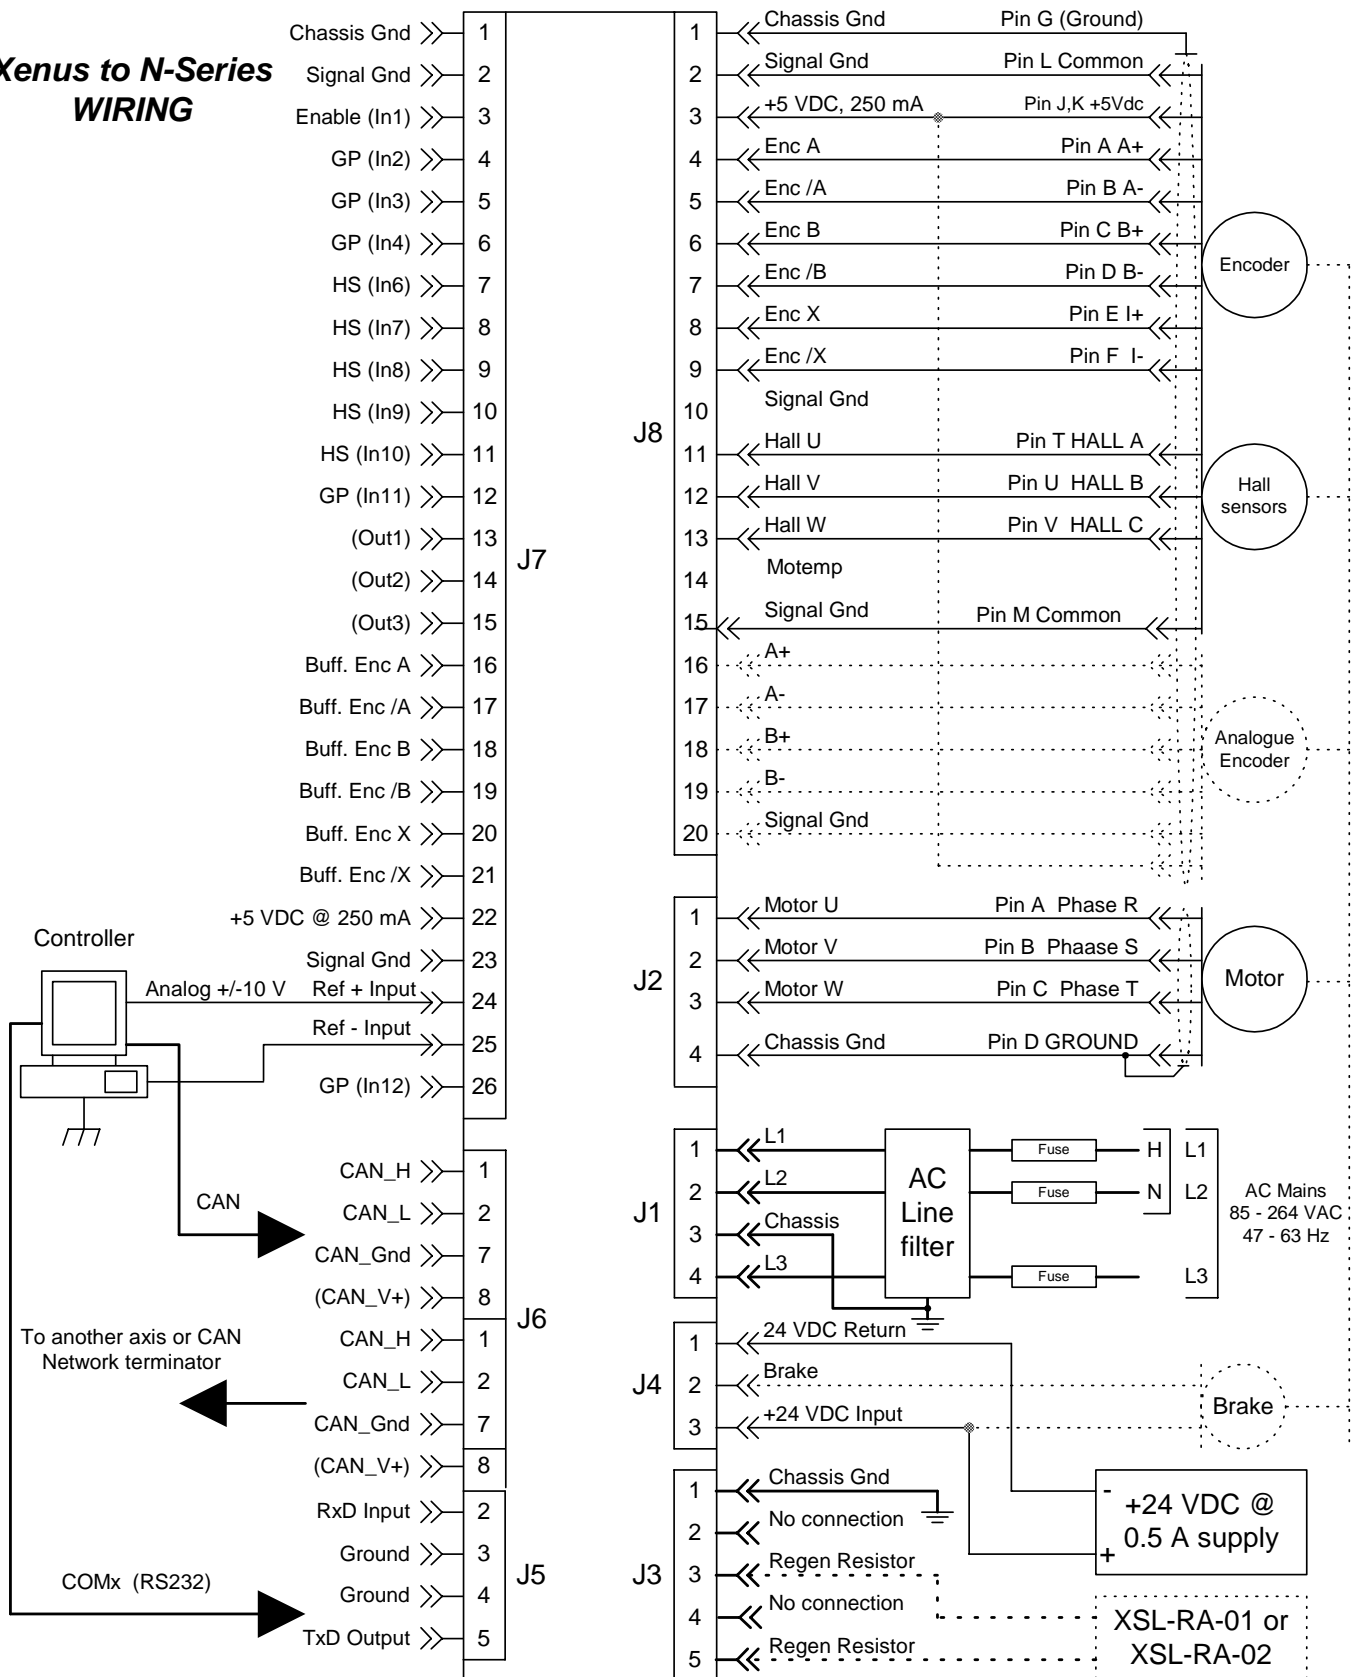 Xenus to N-Series
WIRING
Chassis Gnd 1
Signal Gnd 2
Enable (In1) 3
GP (In2) 4
GP (In3) 5
GP (In4) 6
HS (In6) 7
HS (In7) 8
HS (In8) 9
HS (In9) 10
HS (In10) 11
GP (In11) 12
(Out1) 13
(Out2) 14
(Out3) 15
Buff. Enc A 16
Buff. Enc /A 17
Buff. Enc B 18
Buff. Enc /B 19
Buff. Enc X 20
Buff. Enc /X 21
+5 VDC @ 250 mA 22
Signal Gnd 23
Analog +/-10 V Ref + Input 24
Ref - Input 25
GP (In12) 26
J7
Controller
CAN_H 1
CAN_L 2
CAN_Gnd 7
(CAN_V+) 8
CAN_H 1
CAN_L 2
CAN_Gnd 7
(CAN_V+) 8
J6
CAN
To another axis or CAN
Network terminator
RxD Input 2
Ground 3
Ground 4
TxD Output 5
J5
COMx (RS232)
J8
1 Chassis Gnd Pin G (Ground)
2 Signal Gnd Pin L Common
3 +5 VDC, 250 mA Pin J,K +5Vdc
4 Enc A Pin A A+
5 Enc /A Pin B A-
6 Enc B Pin C B+
7 Enc /B Pin D B-
8 Enc X Pin E I+
9 Enc /X Pin F I-
10 Signal Gnd
11 Hall U Pin T HALL A
12 Hall V Pin U HALL B
13 Hall W Pin V HALL C
14 Motemp
15 Signal Gnd Pin M Common
16 A+
17 A-
18 B+
19 B-
20 Signal Gnd
Encoder
Hall
sensors
Analogue
Encoder
J2
1 Motor U Pin A Phase R
2 Motor V Pin B Phaase S
3 Motor W Pin C Phase T
4 Chassis Gnd Pin D GROUND
Motor
J1
1 L1
2 L2
3 Chassis
4 L3
AC
Line
filter
Fuse H L1
Fuse N L2
Fuse L3
AC Mains
85 - 264 VAC
47 - 63 Hz
J4
1 24 VDC Return
2 Brake
3 +24 VDC Input
Brake
J3
1 Chassis Gnd
2 No connection
3 Regen Resistor
4 No connection
5 Regen Resistor
-
+
+24 VDC @
0.5 A supply
XSL-RA-01 or
XSL-RA-02